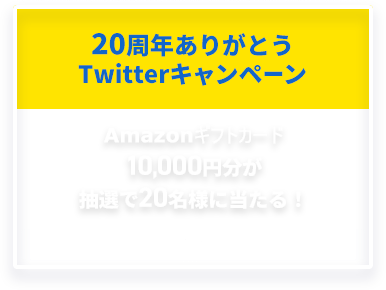 20周年ありがとう
Twitterキャンペーン
Amazonギフトカード
10,000円分が
抽選で20名様に当たる！